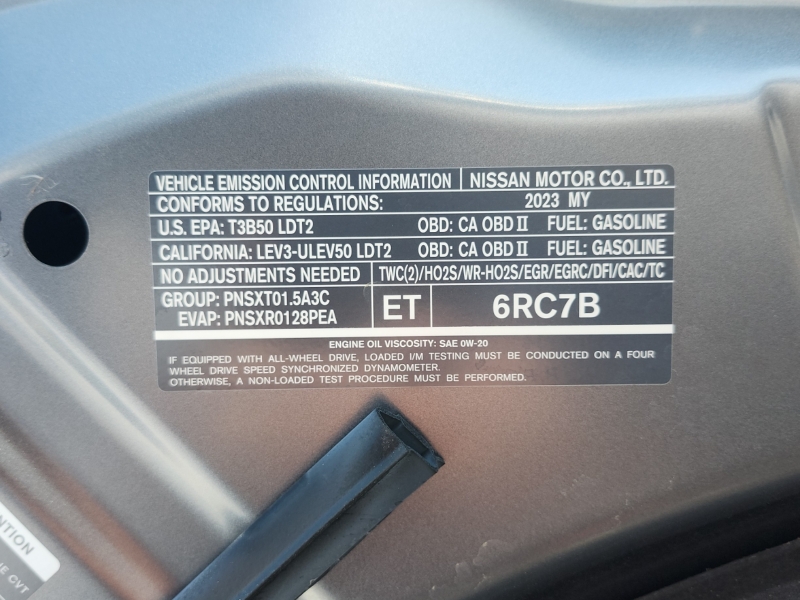 VEHICLE EMISSION CONTROL INFORMATION NISSAN MOTOR CO., LTD.
CONFORMS TO REGULATIONS: 2023 MY
U.S. EPA: T3B50 LDT2 OBD: CA OBD II FUEL: GASOLINE
CALIFORNIA: LEV3-ULEV50 LDT2 OBD: CA OBD II FUEL: GASOLINE
NO ADJUSTMENTS NEEDED TWC(2)/HO2S/WR-HO2S/EGR/EGRC/DFI/CAC/TC
GROUP: PNSXT01.5A3C
EVAP: PNSXR0128PEA
ET 6RC7B
ENGINE OIL VISCOSITY: SAE 0W-20
IF EQUIPPED WITH ALL-WHEEL DRIVE, LOADED I/M TESTING MUST BE CONDUCTED ON A FOUR
WHEEL DRIVE SPEED SYNCHRONIZED DYNAMOMETER.
OTHERWISE, A NON-LOADED TEST PROCEDURE MUST BE PERFORMED.
CVT